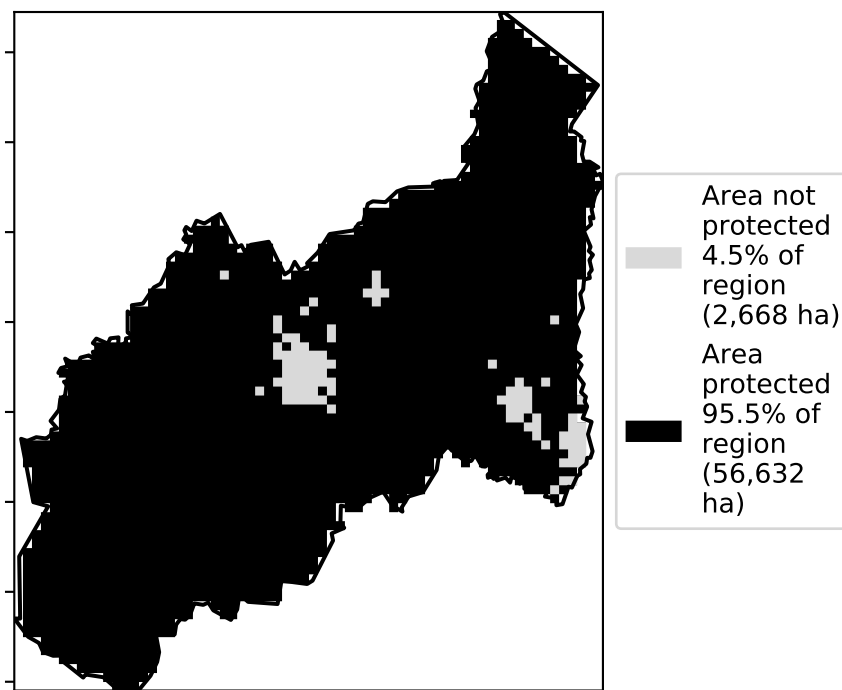 Area not
protected
4.5% of
region
(2,668 ha)
Area
protected
95.5% of
region
(56,632
ha)